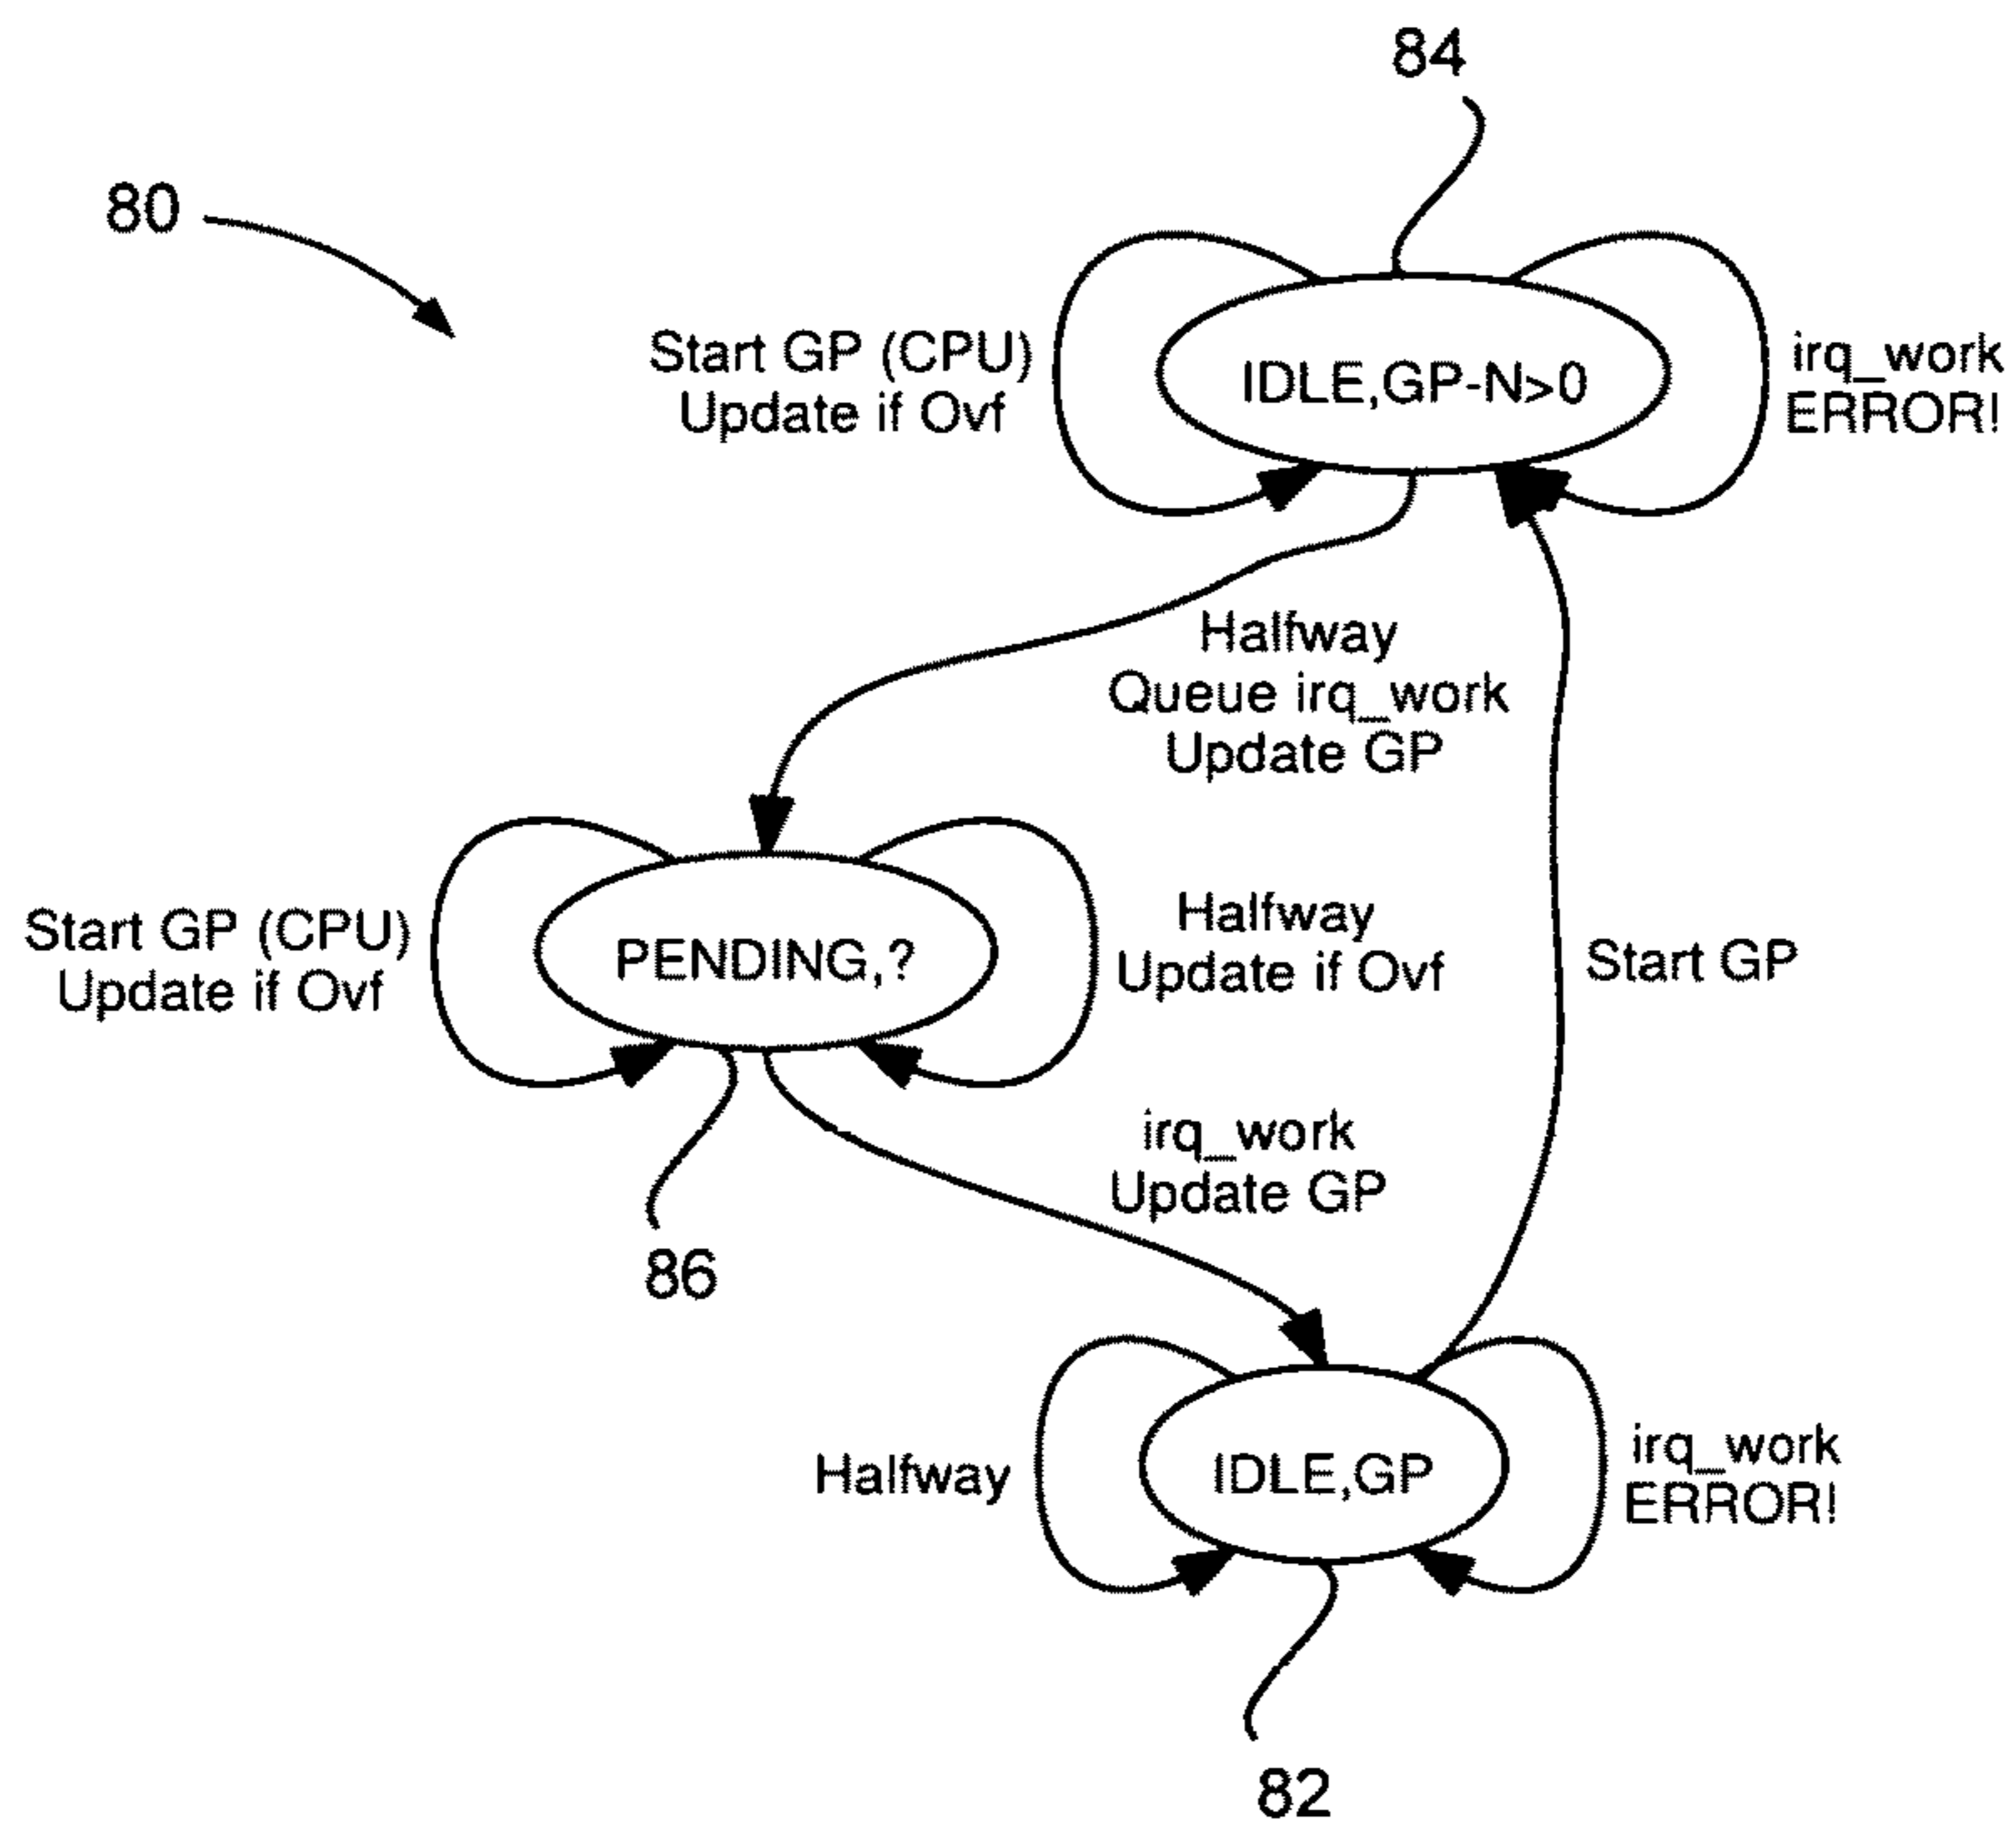 84
80
Start GP (CPU)
Update if Ovf
IDLE,GP-N>0
irq_work
ERROR!
Halfway
Queue irq_work
Update GP
Start GP (CPU)
Update if Ovf
PENDING,?
Halfway
Update if Ovf
Start GP
irq_work
Update GP
86
Halfway
IDLE,GP
irq_work
ERROR!
82